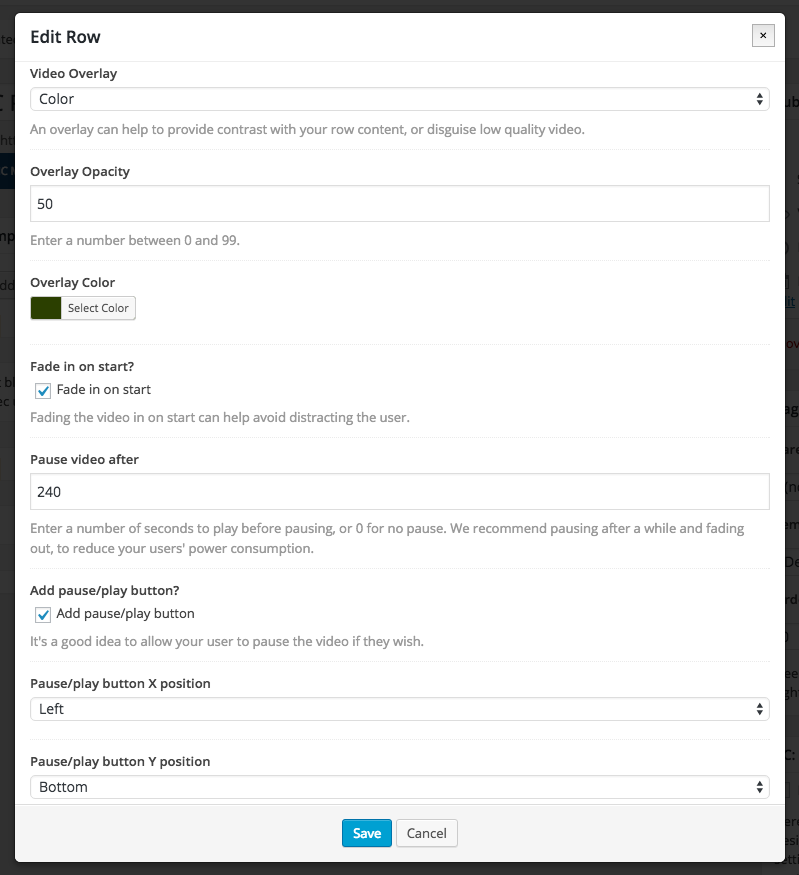 Edit Row
×
Video Overlay
Color
An overlay can help to provide contrast with your row content, or disguise low quality video.
Overlay Opacity
50
Enter a number between 0 and 99.
Overlay Color
Select Color
Fade in on start?
Fade in on start
Fading the video in on start can help avoid distracting the user.
Pause video after
240
Enter a number of seconds to play before pausing, or 0 for no pause. We recommend pausing after a while and fading
out, to reduce your users' power consumption.
Add pause/play button?
Add pause/play button
It's a good idea to allow your user to pause the video if they wish.
Pause/play button X position
Left
Pause/play button Y position
Bottom
Save
Cancel